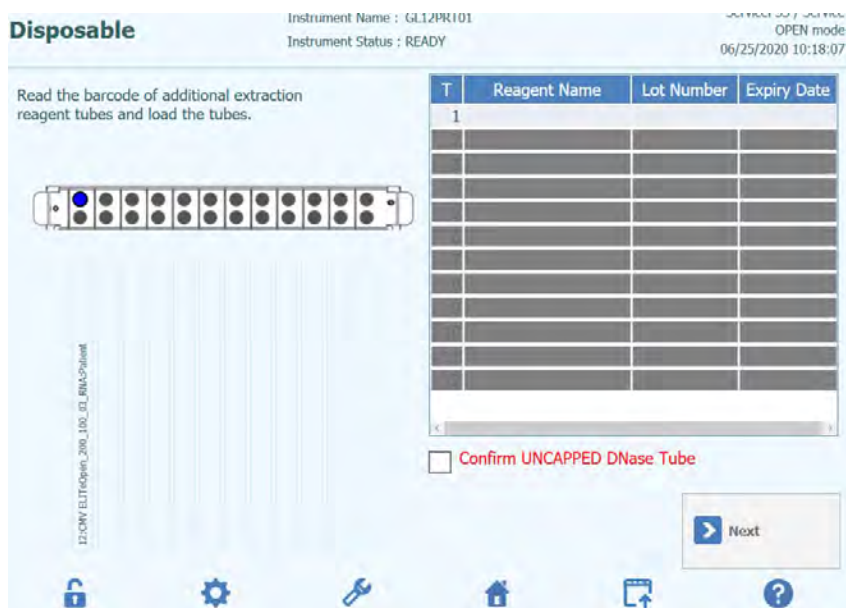 Disposable
Instrument Name : GL12PRT01
Instrument Status : READY
OPEN mode
06/25/2020 10:18:07
Read the barcode of additional extraction
reagent tubes and load the tubes.
T Reagent Name Lot Number Expiry Date
1
12:CMV ELITeOpen_200_100_03_RNA:Patient
Confirm UNCAPPED DNase Tube
Next